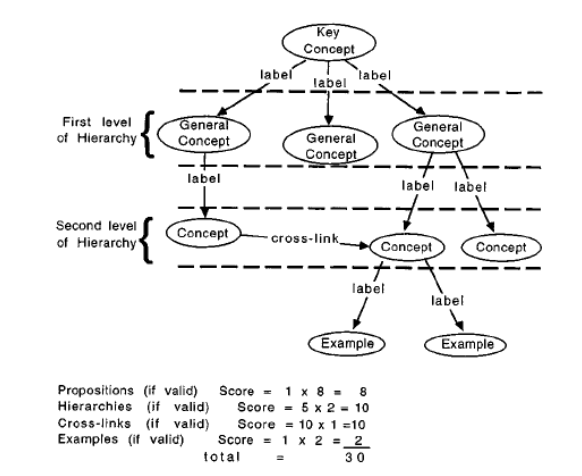 Key
Concept
label
label
label
First level
of Hierarchy
General
Concept
General
Concept
General
Concept
label
label
label
Second level
of Hierarchy
Concept
cross-link
Concept
Concept
label
label
Example
Example
Propositions (if valid) Score = 1 x 8 = 8
Hierarchies (if valid) Score = 5 x 2 = 10
Cross-links (if valid) Score = 10 x 1 =10
Examples (if valid) Score = 1 x 2 = 2
total = 30